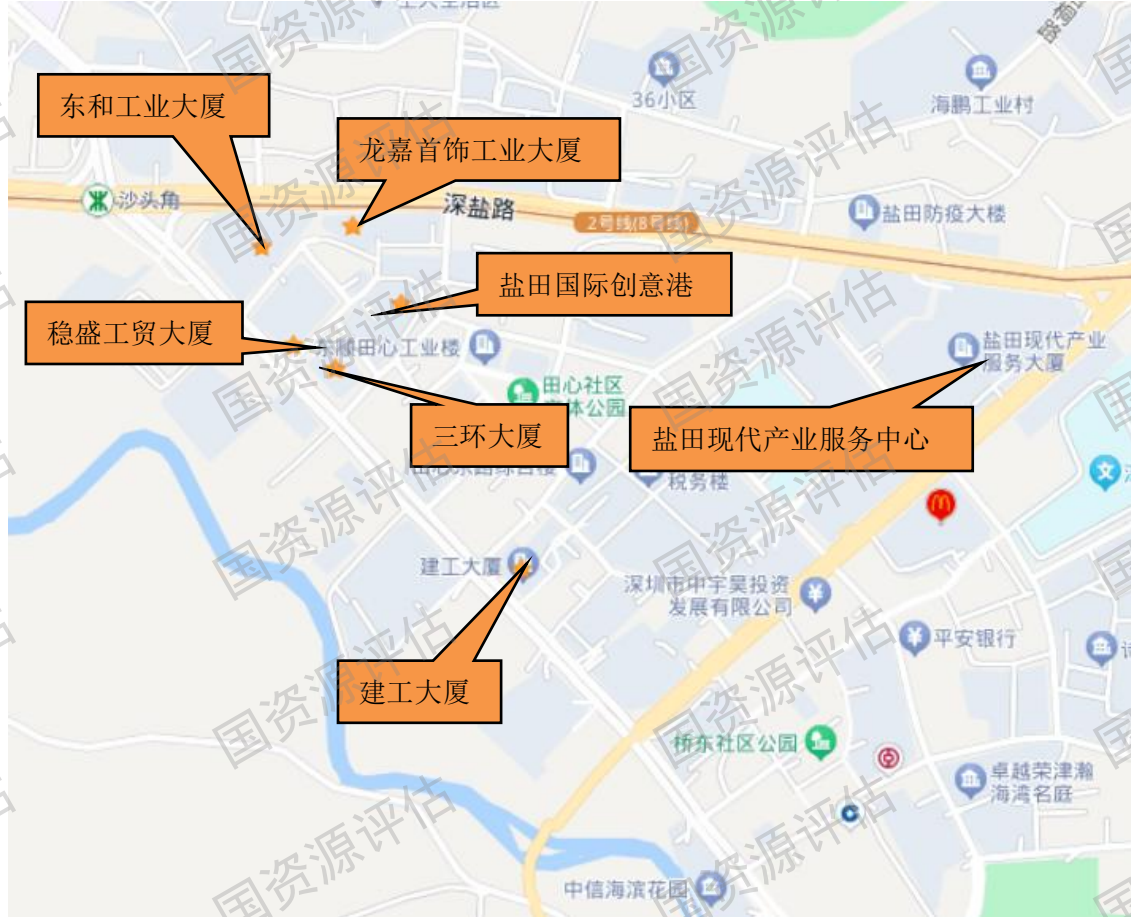 36小区
海鹏工业村
东和工业大厦
龙嘉首饰工业大厦
沙头角
深盐路
2号线(8号线)
盐田防疫大楼
盐田国际创意港
稳盛工贸大厦
东顺田心工业楼
盐田现代产业
服务大厦
田心社区
体公园
三环大厦
盐田现代产业服务中心
税务楼
建工大厦
深圳市中宇昊投资
发展有限公司
平安银行
建工大厦
桥东社区公园
卓越荣津瀚
海湾名庭
中信海滨花园
国资源评估